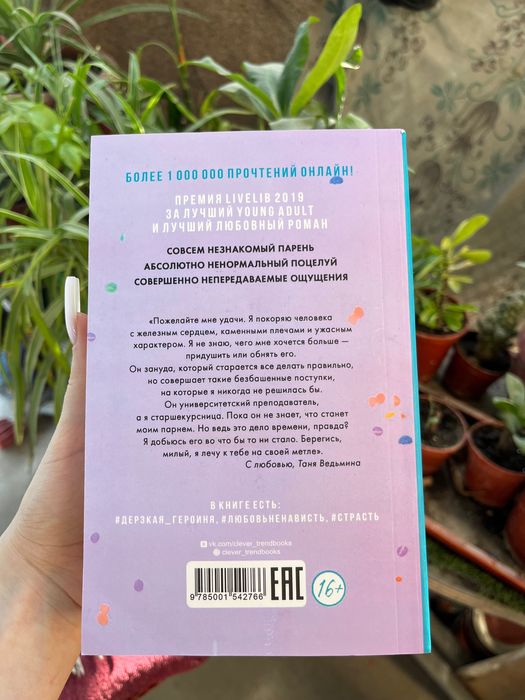 БОЛЕЕ 1 000 000 ПРОЧТЕНИЙ ОНЛАЙН!
ПРЕМИЯ LIVELIB 2019
ЗА ЛУЧШИЙ YOUNG ADULT
И ЛУЧШИЙ ЛЮБОВНЫЙ РОМАН
СОВСЕМ НЕЗНАКОМЫЙ ПАРЕНЬ
АБСОЛЮТНО НЕНОРМАЛЬНЫЙ ПОЦЕЛУЙ
СОВЕРШЕННО НЕПЕРЕДАВАЕМЫЕ ОЩУЩЕНИЯ
«Пожелайте мне удачи. Я покоряю человека
с железным сердцем, каменными плечами и ужасным
характером. Я не знаю, чего мне хочется больше —
придушить или обнять его.
Он зануда, который старается все делать правильно,
но совершает такие безбашенные поступки,
на которые я никогда не решилась бы.
Он университетский преподаватель,
а я старшекурсница. Пока он не знает, что станет
моим парнем. Но ведь это дело времени, правда?
Я добьюсь его во что бы то ни стало. Берегись,
милый, я лечу к тебе на своей метле».
С любовью, Таня Ведьмина
В КНИГЕ ЕСТЬ:
#ДЕРЗКАЯ_ГЕРОИНЯ, #ЛЮБОВЬНЕНАВИСТЬ, #СТРАСТЬ
vk.com/clever_trendbooks
clever_trendbooks
9785001542766
EAC
16+